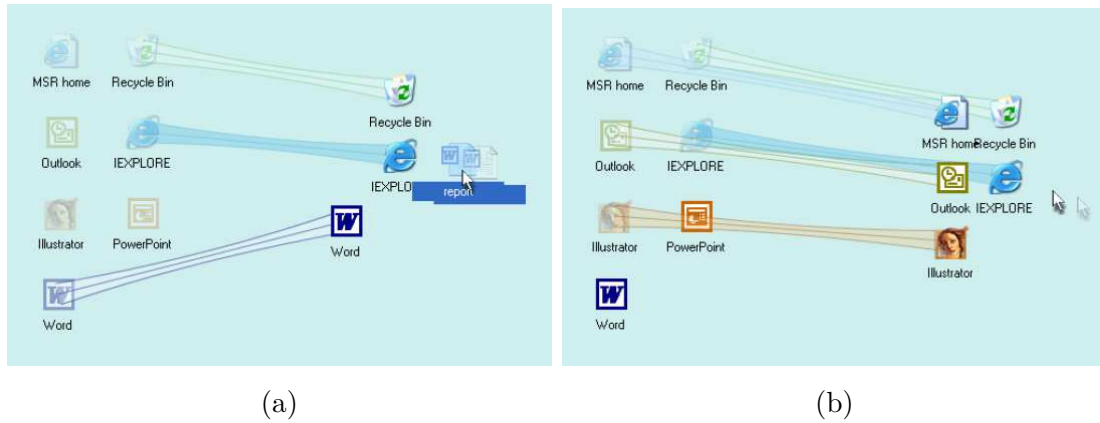 MSR home Recycle Bin
Recycle Bin
Outlook IEXPLORE
IEXPLO
report
Illustrator PowerPoint
Word
Word
(a)
MSR home Recycle Bin
MSR home Recycle Bin
Outlook IEXPLORE
Outlook IEXPLORE
Illustrator PowerPoint
Illustrator
Word
(b)